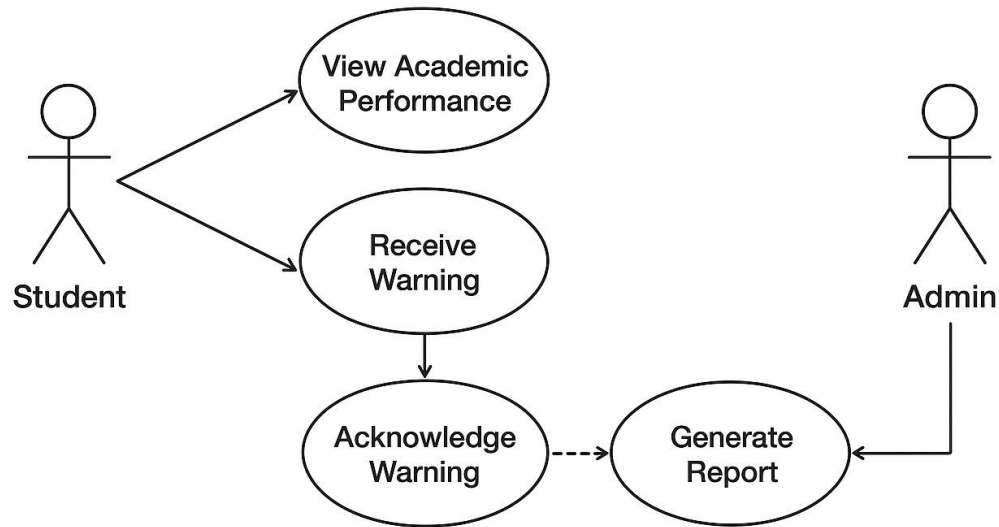 View Academic
Performance
Receive
Warning
Student
Admin
Acknowledge
Warning
Generate
Report